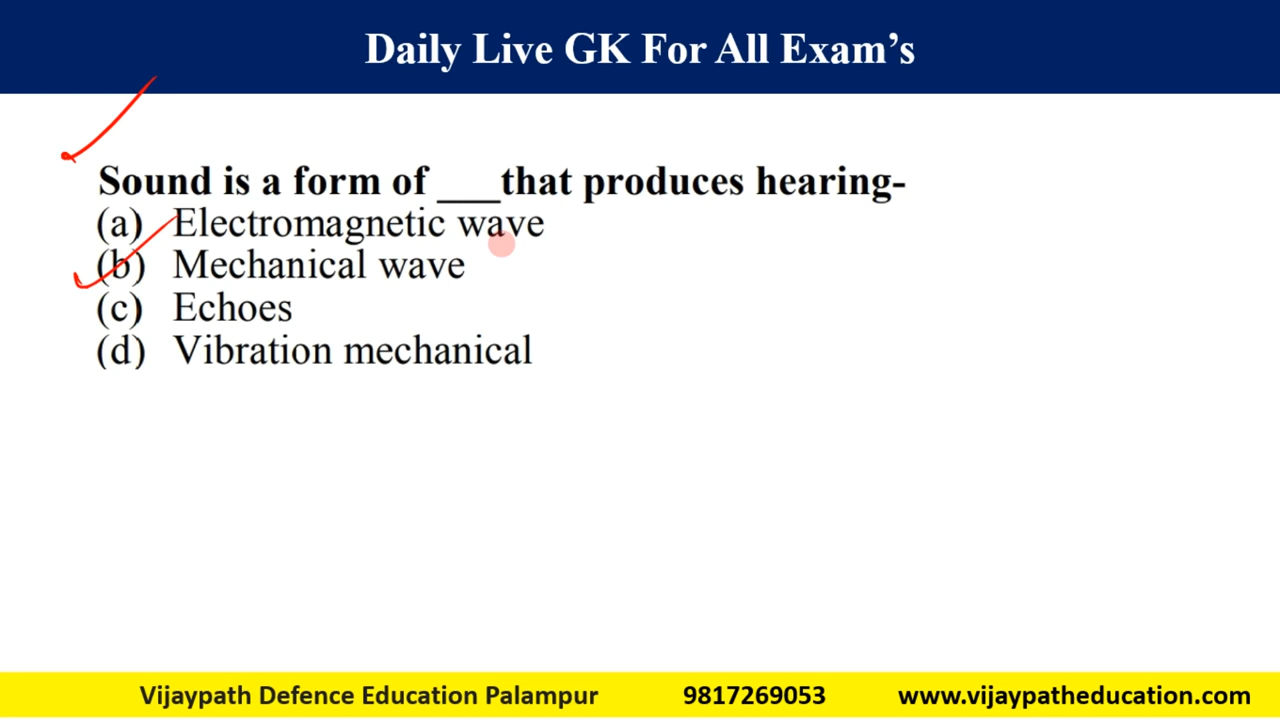 Daily Live GK For All Exam’s
Sound is a form of ___that produces hearing-
(a) Electromagnetic wave
(b) Mechanical wave
(c) Echoes
(d) Vibration mechanical
Vijaypath Defence Education Palampur 9817269053 www.vijaypatheducation.com